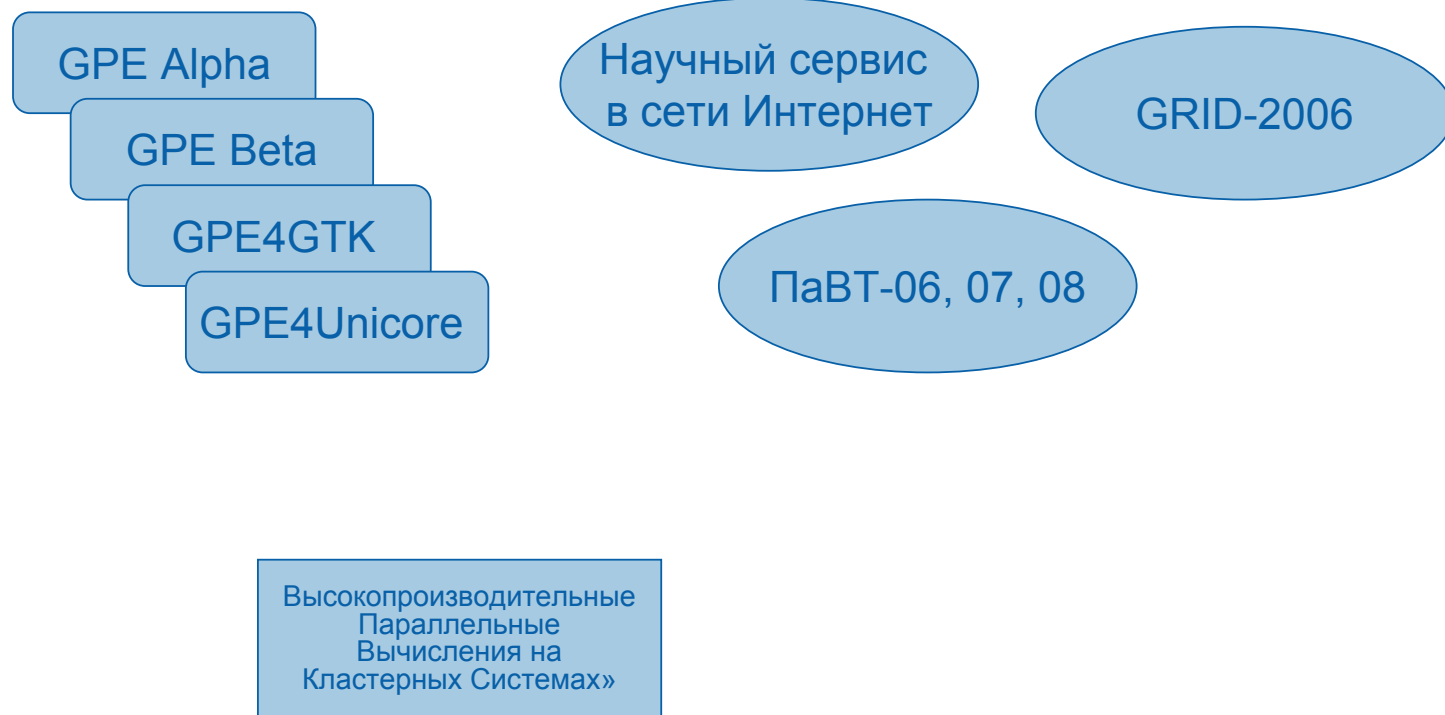 GPE Alpha
GPE Beta
GPE4GTK
GPE4Unicore
Научный сервис
в сети Интернет
GRID-2006
ПаВТ-06, 07, 08
Высокопроизводительные
Параллельные
Вычисления на
Кластерных Системах»